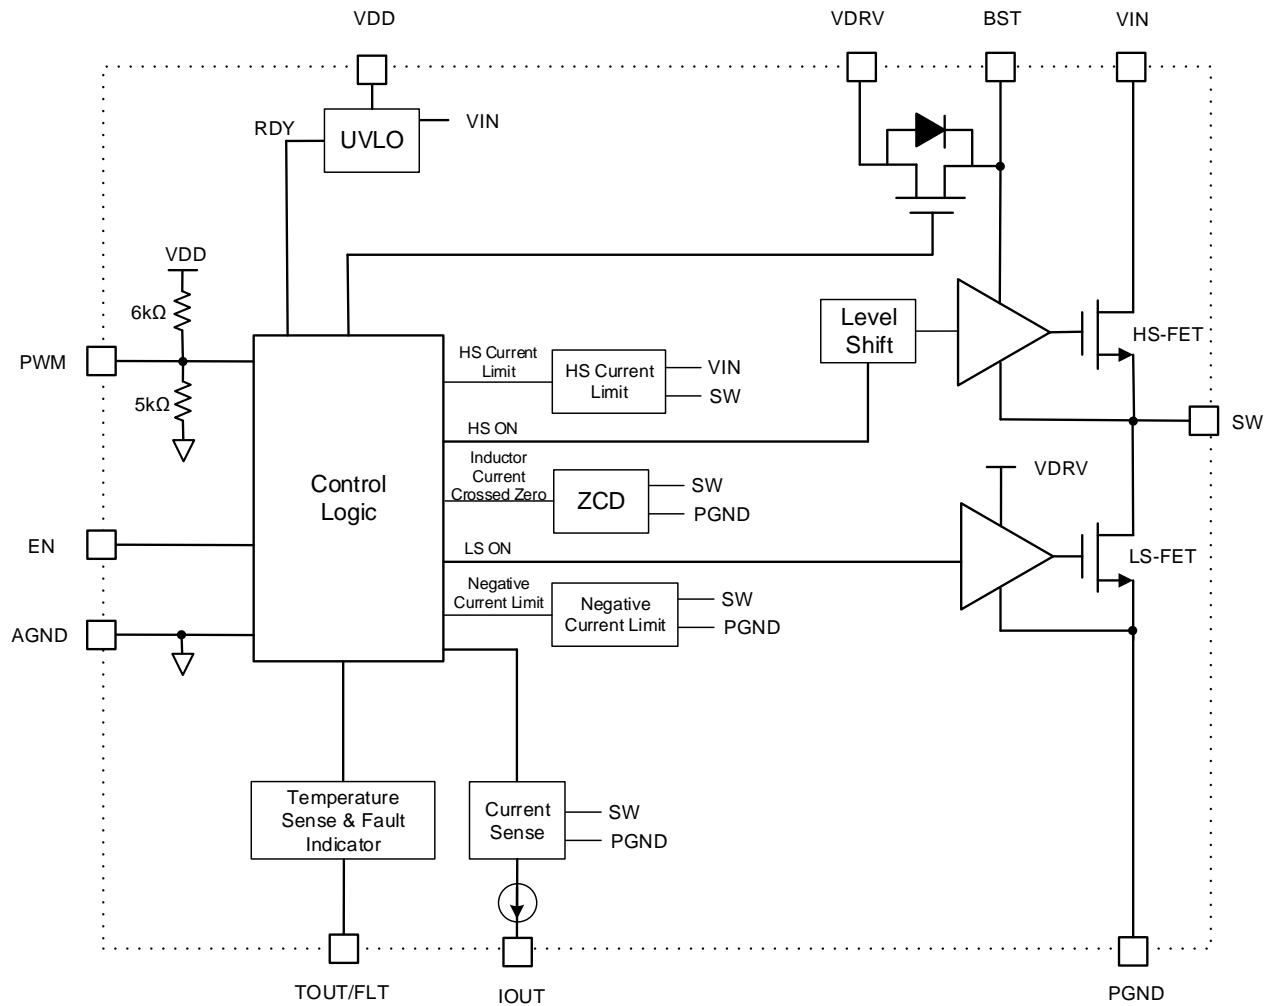 VDD
VDRV
BST
VIN
RDY
UVLO
VIN
VDD
6kΩ
PWM
5kΩ
Level
Shift
HS-FET
HS Current
Limit
HS Current
Limit
VIN
SW
SW
HS ON
Inductor
Current
Crossed Zero
ZCD
SW
PGND
VDRV
Control
Logic
EN
LS ON
LS-FET
Negative
Current Limit
Negative
Current Limit
SW
PGND
AGND
Temperature
Sense & Fault
Indicator
Current
Sense
SW
PGND
TOUT/FLT
IOUT
PGND